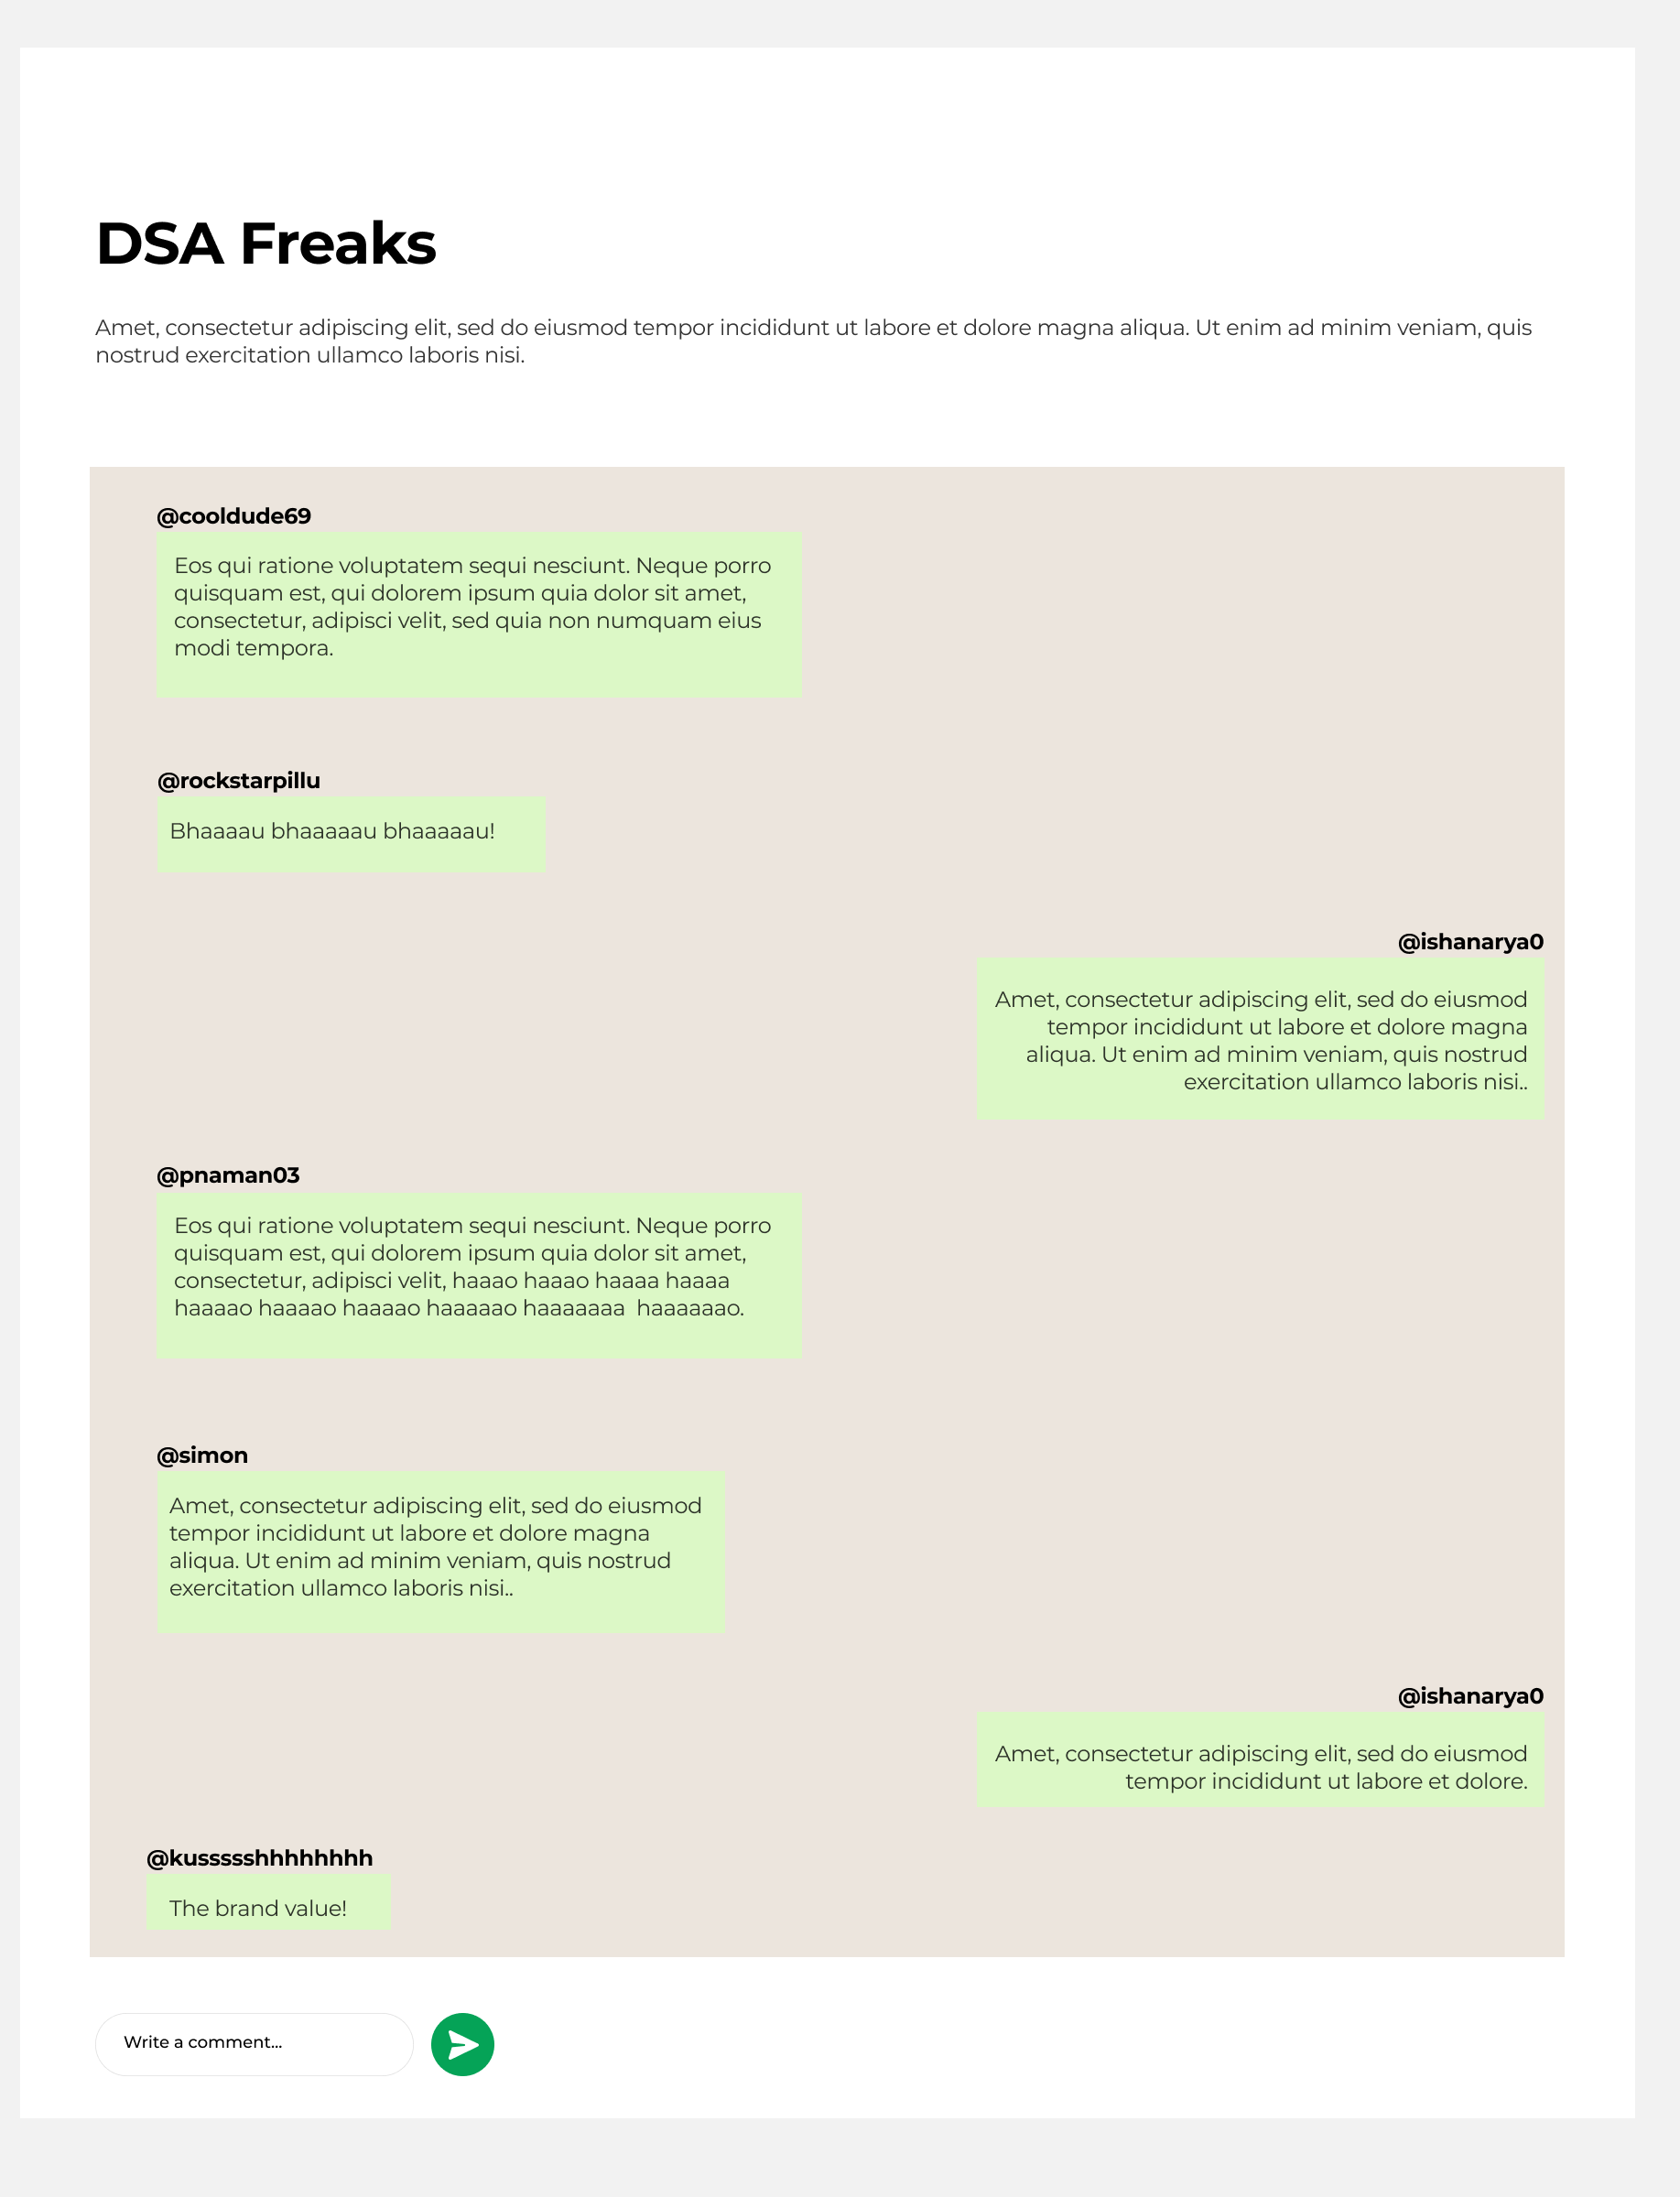 DSA Freaks
Amet, consectetur adipiscing elit, sed do eiusmod tempor incididunt ut labore et dolore magna aliqua. Ut enim ad minim veniam, quis
nostrud exercitation ullamco laboris nisi.
@cooldude69
Eos qui ratione voluptatem sequi nesciunt. Neque porro
quisquam est, qui dolorem ipsum quia dolor sit amet,
consectetur, adipisci velit, sed quia non numquam eius
modi tempora.
@rockstarpillu
Bhaaaau bhaaaaau bhaaaaau!
@ishanarya0
Amet, consectetur adipiscing elit, sed do eiusmod
tempor incididunt ut labore et dolore magna
aliqua. Ut enim ad minim veniam, quis nostrud
exercitation ullamco laboris nisi..
@pnaman03
Eos qui ratione voluptatem sequi nesciunt. Neque porro
quisquam est, qui dolorem ipsum quia dolor sit amet,
consectetur, adipisci velit, haaao haaao haaaa haaaa
haaaao haaaao haaaao haaaaao haaaaaaa  haaaaaao.
@simon
Amet, consectetur adipiscing elit, sed do eiusmod
tempor incididunt ut labore et dolore magna
aliqua. Ut enim ad minim veniam, quis nostrud
exercitation ullamco laboris nisi..
@ishanarya0
Amet, consectetur adipiscing elit, sed do eiusmod
tempor incididunt ut labore et dolore.
@kussssshhhhhhhh
The brand value!
Write a comment...